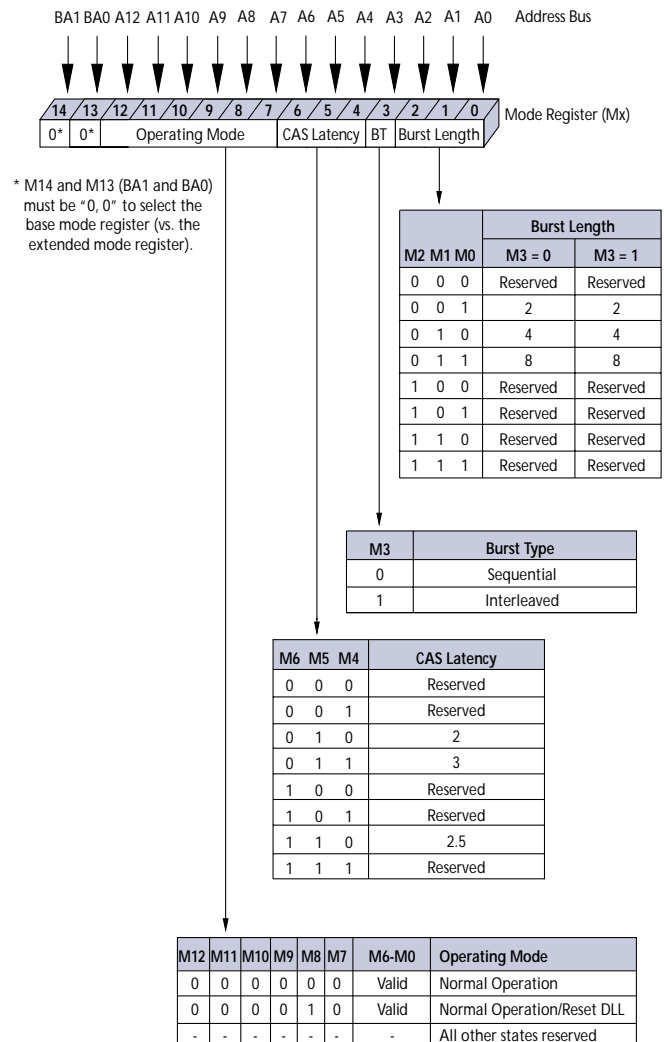 BA1 BA0 A12 A11 A10 A9 A8 A7 A6 A5 A4 A3 A2 A1 A0 Address Bus
14 13 12 11 10 9 8 7 6 5 4 3 2 1 0 Mode Register (Mx)
0* 0* Operating Mode CAS Latency BT Burst Length
* M14 and M13 (BA1 and BA0)
must be "0, 0" to select the
base mode register (vs. the
extended mode register).
Burst Length
M2 M1 M0 M3 = 0 M3 = 1
0 0 0 Reserved Reserved
0 0 1 2 2
0 1 0 4 4
0 1 1 8 8
1 0 0 Reserved Reserved
1 0 1 Reserved Reserved
1 1 0 Reserved Reserved
1 1 1 Reserved Reserved
M3 Burst Type
0 Sequential
1 Interleaved
M6 M5 M4 CAS Latency
0 0 0 Reserved
0 0 1 Reserved
0 1 0 2
0 1 1 3
1 0 0 Reserved
1 0 1 Reserved
1 1 0 2.5
1 1 1 Reserved
M12 M11 M10 M9 M8 M7 M6-M0 Operating Mode
0 0 0 0 0 0 Valid Normal Operation
0 0 0 0 1 0 Valid Normal Operation/Reset DLL
- - - - - - - All other states reserved